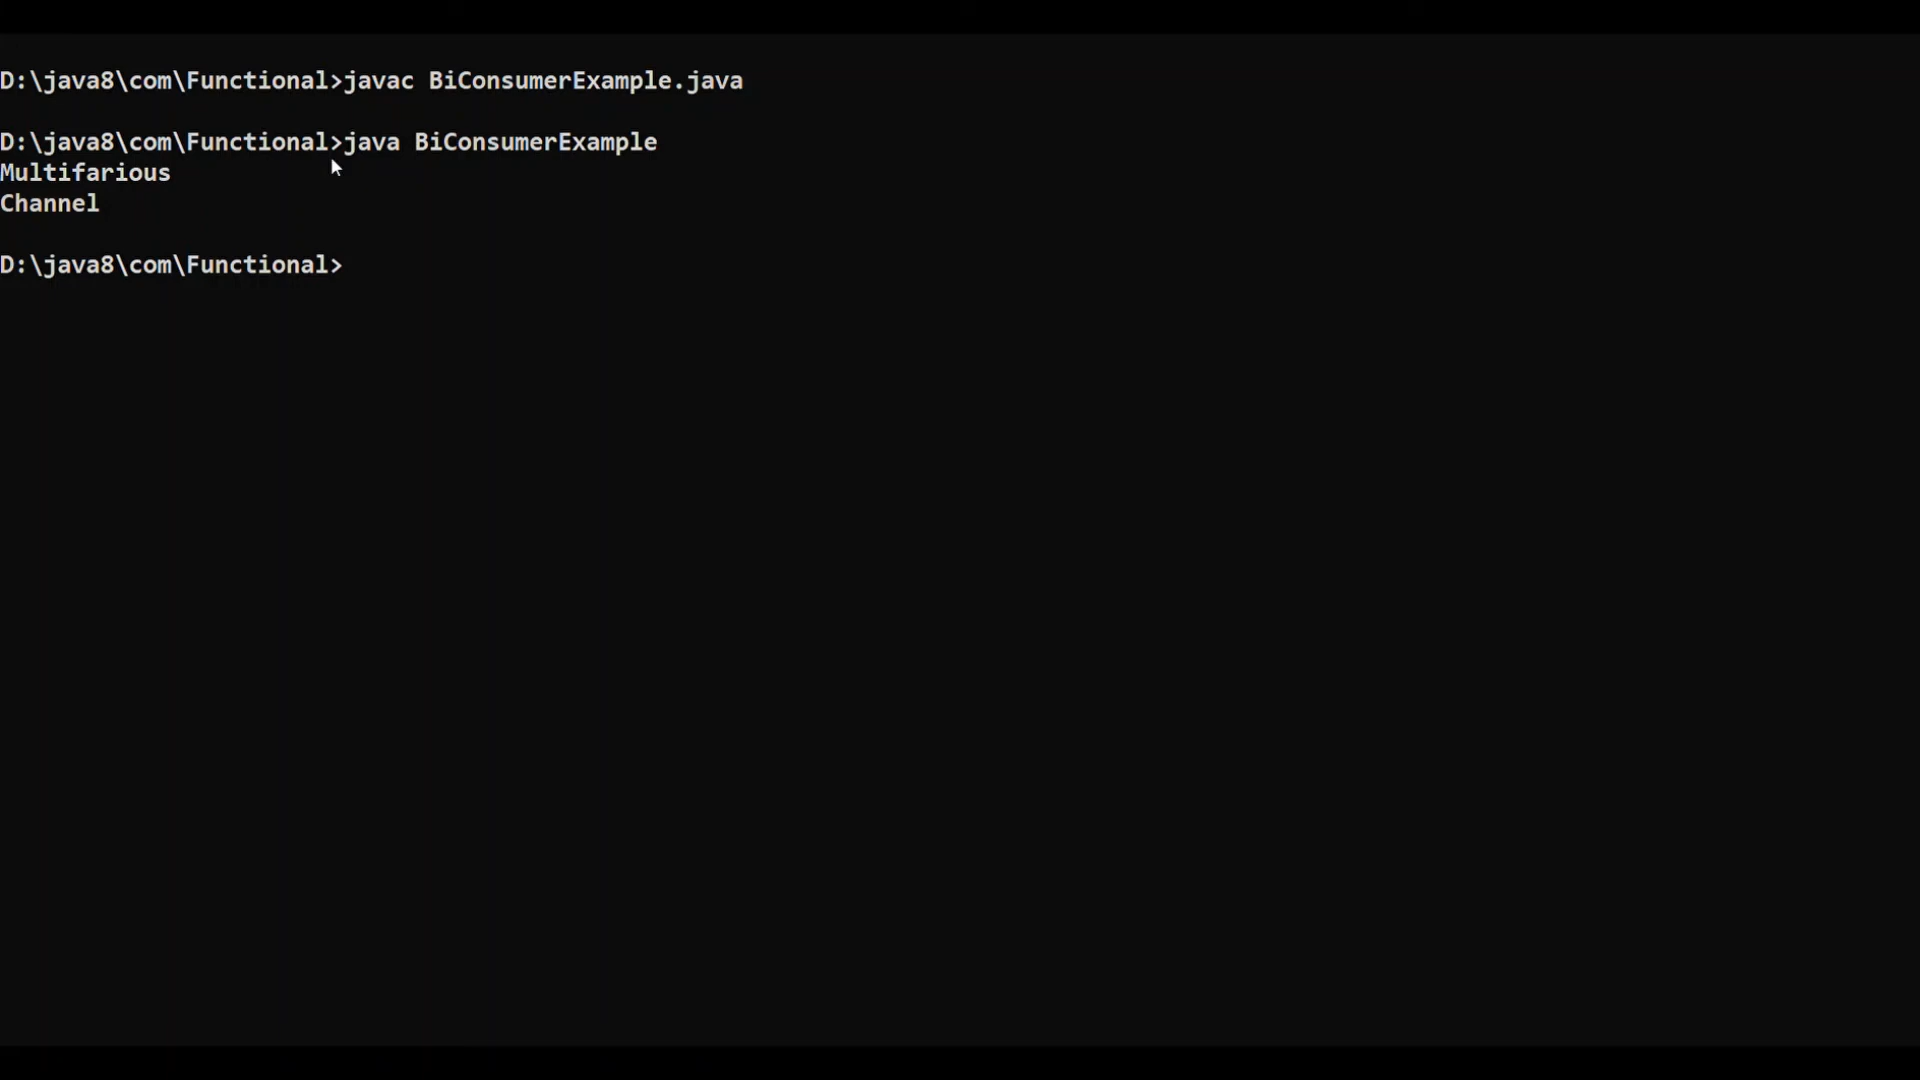 D:\java8\com\Functional>javac BiConsumerExample.java
D:\java8\com\Functional>java BiConsumerExample
Multifarious
Channel
D:\java8\com\Functional>